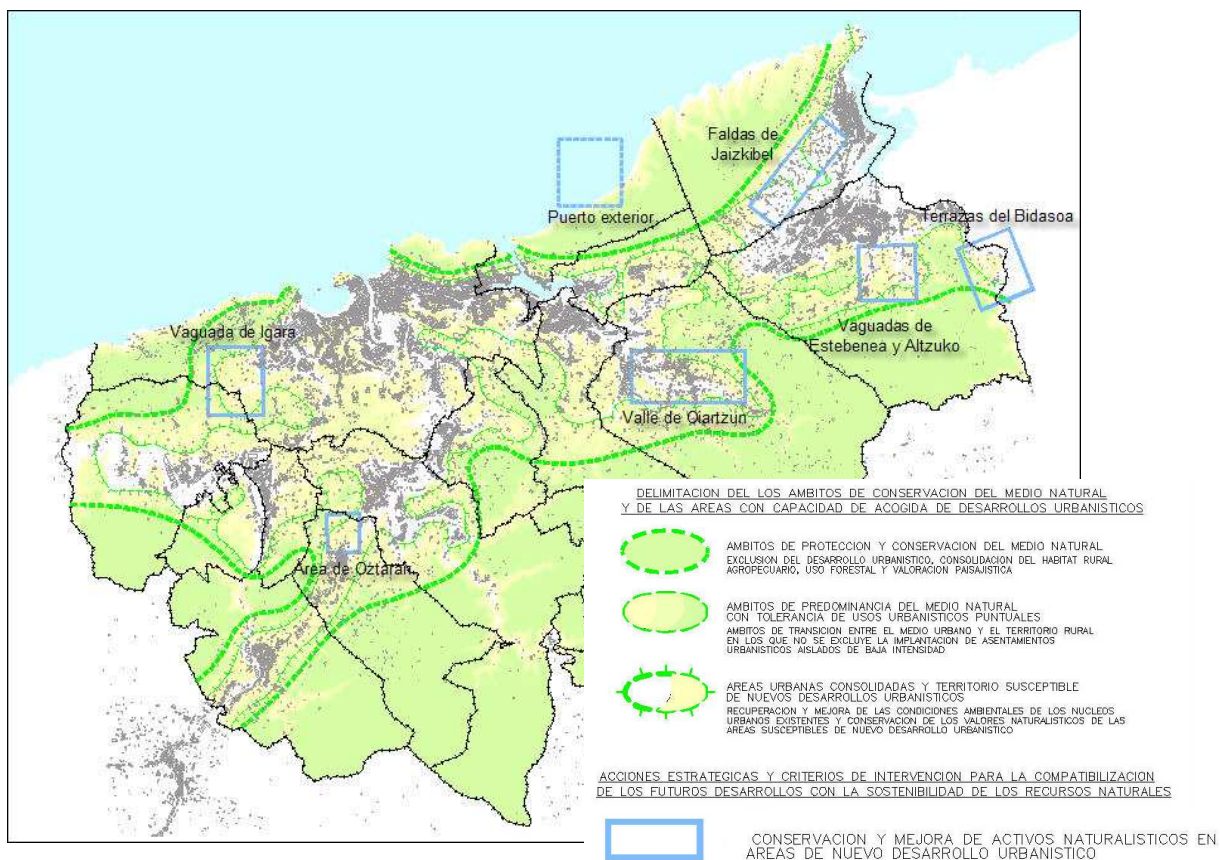 Faldas de
Jaizkibel
Puerto exterior
Terrazas del Bidasoa
Vaguada de Igara
Vaguadas de
Estebenea y Altzuko
Valle de Oiartzun
Area de Oztaran
DELIMITACION DEL LOS AMBITOS DE CONSERVACION DEL MEDIO NATURAL
Y DE LAS AREAS CON CAPACIDAD DE ACOGIDA DE DESARROLLOS URBANISTICOS
AMBITOS DE PROTECCION Y CONSERVACION DEL MEDIO NATURAL
EXCLUSION DEL DESARROLLO URBANISTICO, CONSOLIDACION DEL HABITAT RURAL
AGROPECUARIO, USO FORESTAL Y VALORACION PAISAJISTICA
AMBITOS DE PREDOMINANCIA DEL MEDIO NATURAL
CON TOLERANCIA DE USOS URBANISTICOS PUNTUALES
AMBITOS DE TRANSICION ENTRE EL MEDIO URBANO Y EL TERRITORIO RURAL
EN LOS QUE NO SE EXCLUYE LA IMPLANTACION DE ASENTAMIENTOS
URBANISTICOS AISLADOS DE BAJA INTENSIDAD
AREAS URBANAS CONSOLIDADAS Y TERRITORIO SUSCEPTIBLE
DE NUEVOS DESARROLLOS URBANISTICOS
RECUPERACION Y MEJORA DE LAS CONDICIONES AMBIENTALES DE LOS NUCLEOS
URBANOS EXISTENTES Y CONSERVACION DE LOS VALORES NATURALISTICOS DE LAS
AREAS SUSCEPTIBLES DE NUEVO DESARROLLO URBANISTICO
ACCIONES ESTRATEGICAS Y CRITERIOS DE INTERVENCION PARA LA COMPATIBILIZACION
DE LOS FUTUROS DESARROLLOS CON LA SOSTENIBILIDAD DE LOS RECURSOS NATURALES
CONSERVACION Y MEJORA DE ACTIVOS NATURALISTICOS EN
AREAS DE NUEVO DESARROLLO URBANISTICO